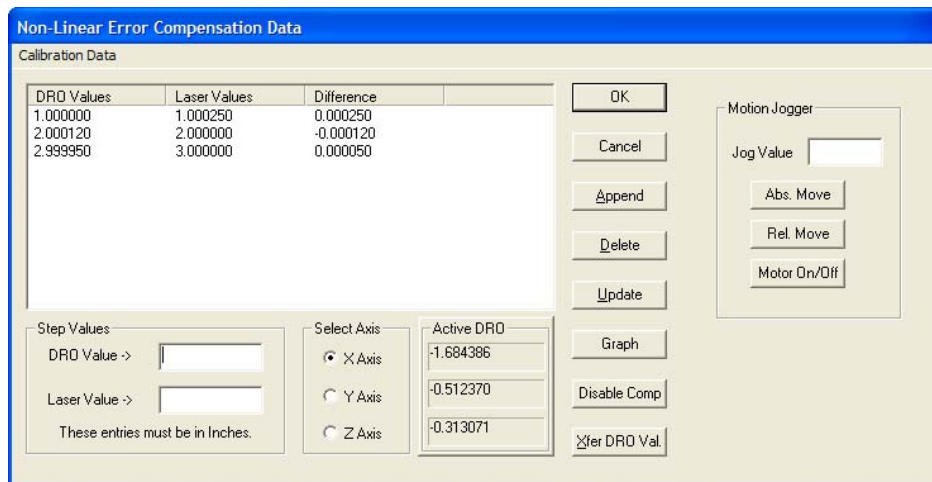 Non-Linear Error Compensation Data
Calibration Data
DRO Values Laser Values Difference
1.000000 1.000250 0.000250
2.000120 2.000000 -0.000120
2.999950 3.000000 0.000050
OK
Cancel
Append
Delete
Update
Graph
Disable Comp
Xfer DRO Val.
Motion Jogger
Jog Value
Abs. Move
Rel. Move
Motor On/Off
Step Values
DRO Value ->
Laser Value ->
These entries must be in Inches.
Select Axis
X Axis
Y Axis
Z Axis
Active DRO
-1.684386
-0.512370
-0.313071